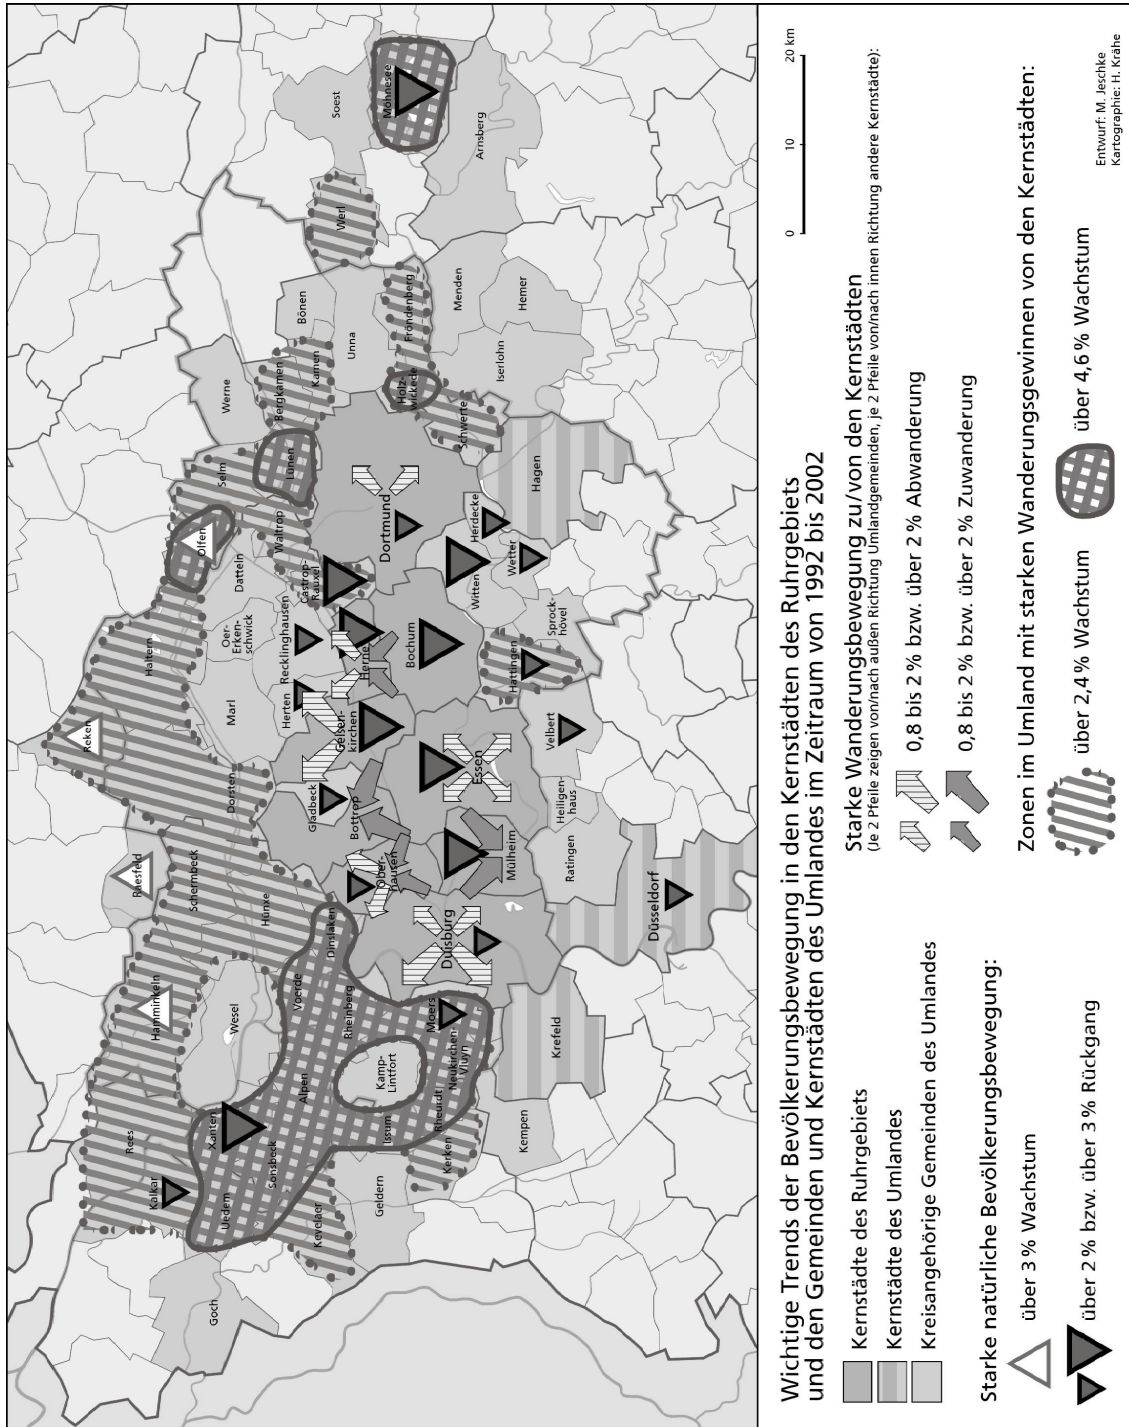 Soest
Möhnesee
Arnsberg
Werl
Bönen
Fröndenberg
Menden
Hemer
Unna
Kamen
Werne
Bergkamen
Holz-
wickede
Iserlohn
Schwerte
Selm
Lünen
Hagen
Olfen
Waltrop
Dortmund
Herdecke
Datteln
Castrop-
Rauxel
Witten
Wetter
Haltern
Oer-
Erken-
schwick
Recklinghausen
Herne
Bochum
Sprock-
hövel
Hattingen
Reken
Marl
Herten
Gelsen-
kirchen
Essen
Velbert
Dorsten
Gladbeck
Bottrop
Heiligen-
haus
Raesfeld
Schermbeck
Ober-
hausen
Mülheim
Ratingen
Hünxe
Dinslaken
Duisburg
Düsseldorf
Hamminkeln
Wesel
Voerde
Rheinberg
Moers
Krefeld
Alpen
Kamp-
Lintfort
Neukirchen-
Vluyn
Rees
Xanten
Issum
Rheurdt
Kempen
Kalkar
Sonsbeck
Kerken
Uedem
Kevelaer
Geldern
Goch
Wichtige Trends der Bevölkerungsbewegung in den Kernstädten des Ruhrgebiets
und den Gemeinden und Kernstädten des Umlandes im Zeitraum von 1992 bis 2002
Kernstädte des Ruhrgebiets
Kernstädte des Umlandes
Kreisangehörige Gemeinden des Umlandes
Starke natürliche Bevölkerungsbewegung:
über 3 % Wachstum
über 2 % bzw. über 3 % Rückgang
0 10 20 km
Starke Wanderungsbewegung zu/von den Kernstädten
(Je 2 Pfeile zeigen von/nach außen Richtung Umlandgemeinden, je 2 Pfeile von/nach innen Richtung andere Kernstädte):
0,8 bis 2 % bzw. über 2 % Abwanderung
0,8 bis 2 % bzw. über 2 % Zuwanderung
Zonen im Umland mit starken Wanderungsgewinnen von den Kernstädten:
über 2,4 % Wachstum
über 4,6 % Wachstum
Entwurf: M. Jeschke
Kartographie: H. Krähe